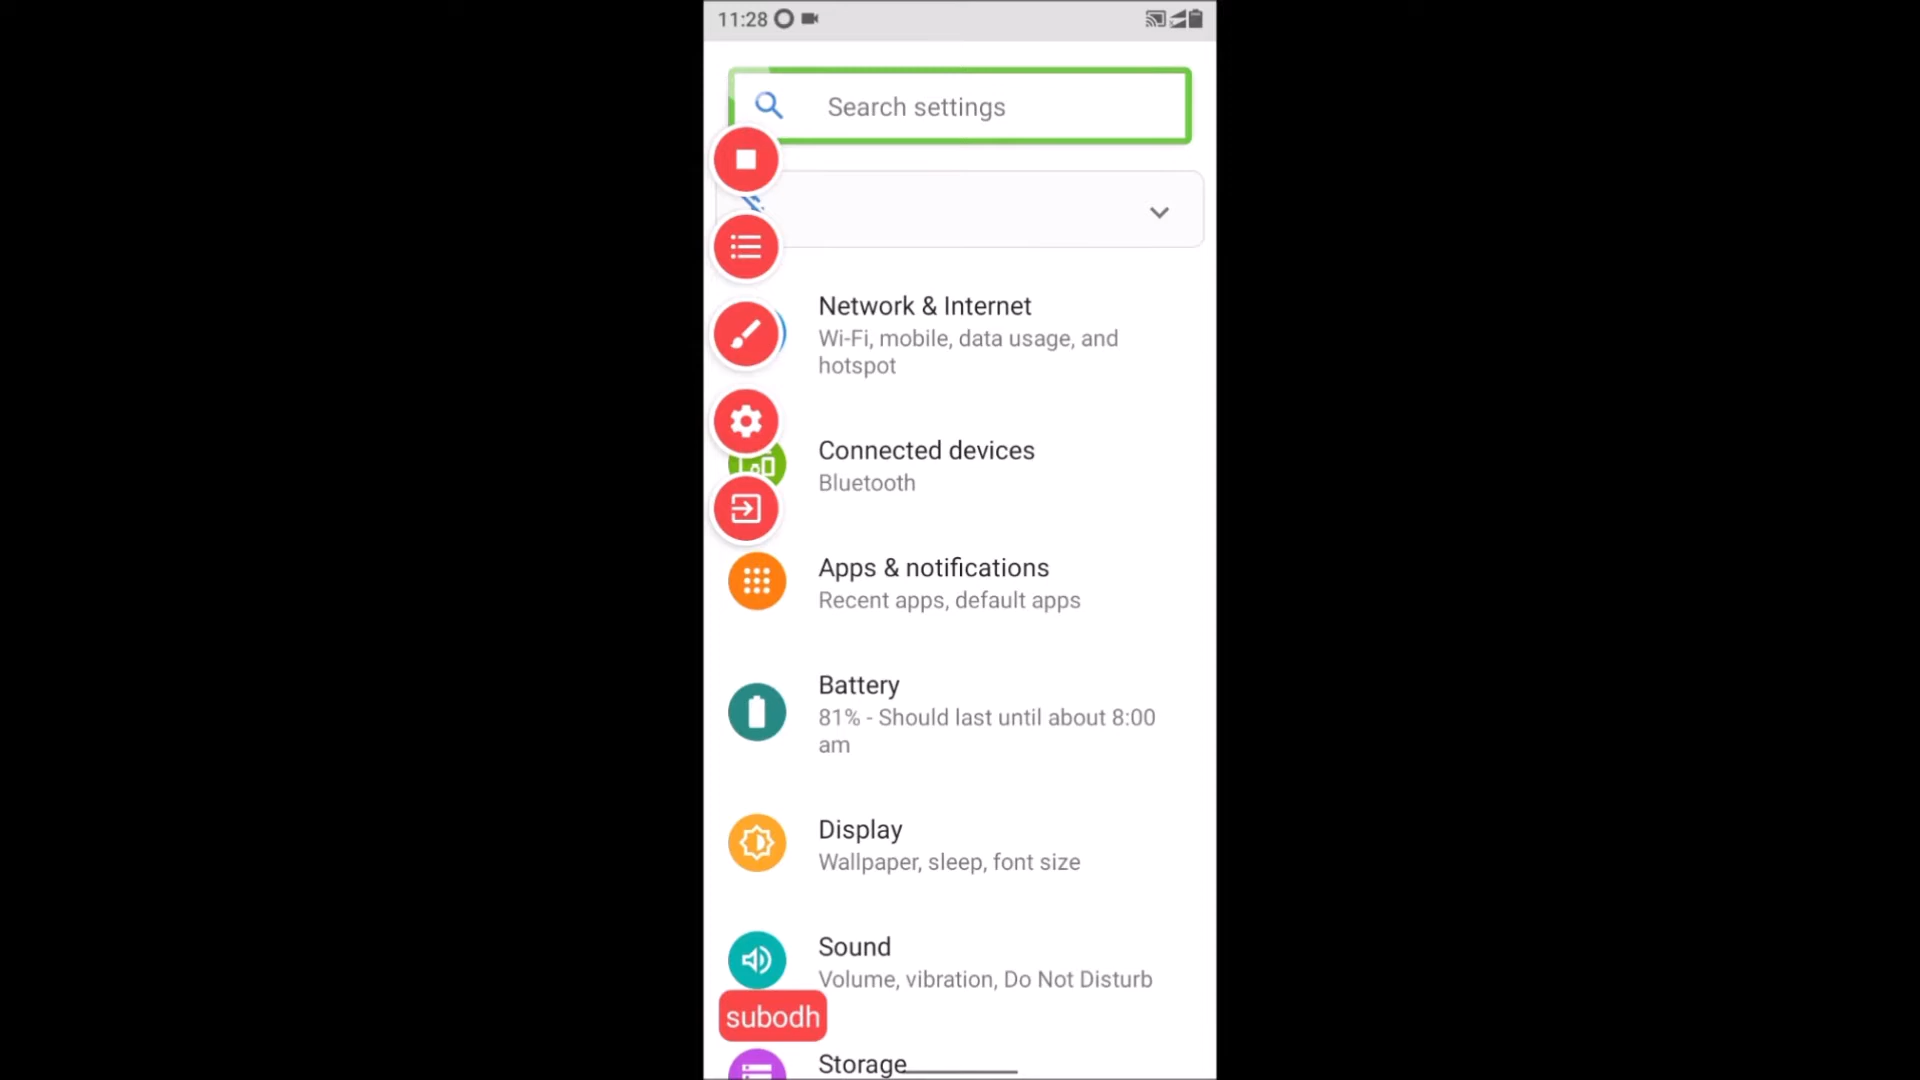 11:28
Search settings
Network & Internet
Wi-Fi, mobile, data usage, and
hotspot
Connected devices
Bluetooth
Apps & notifications
Recent apps, default apps
Battery
81% - Should last until about 8:00
am
Display
Wallpaper, sleep, font size
Sound
Volume, vibration, Do Not Disturb
subodh
Storage